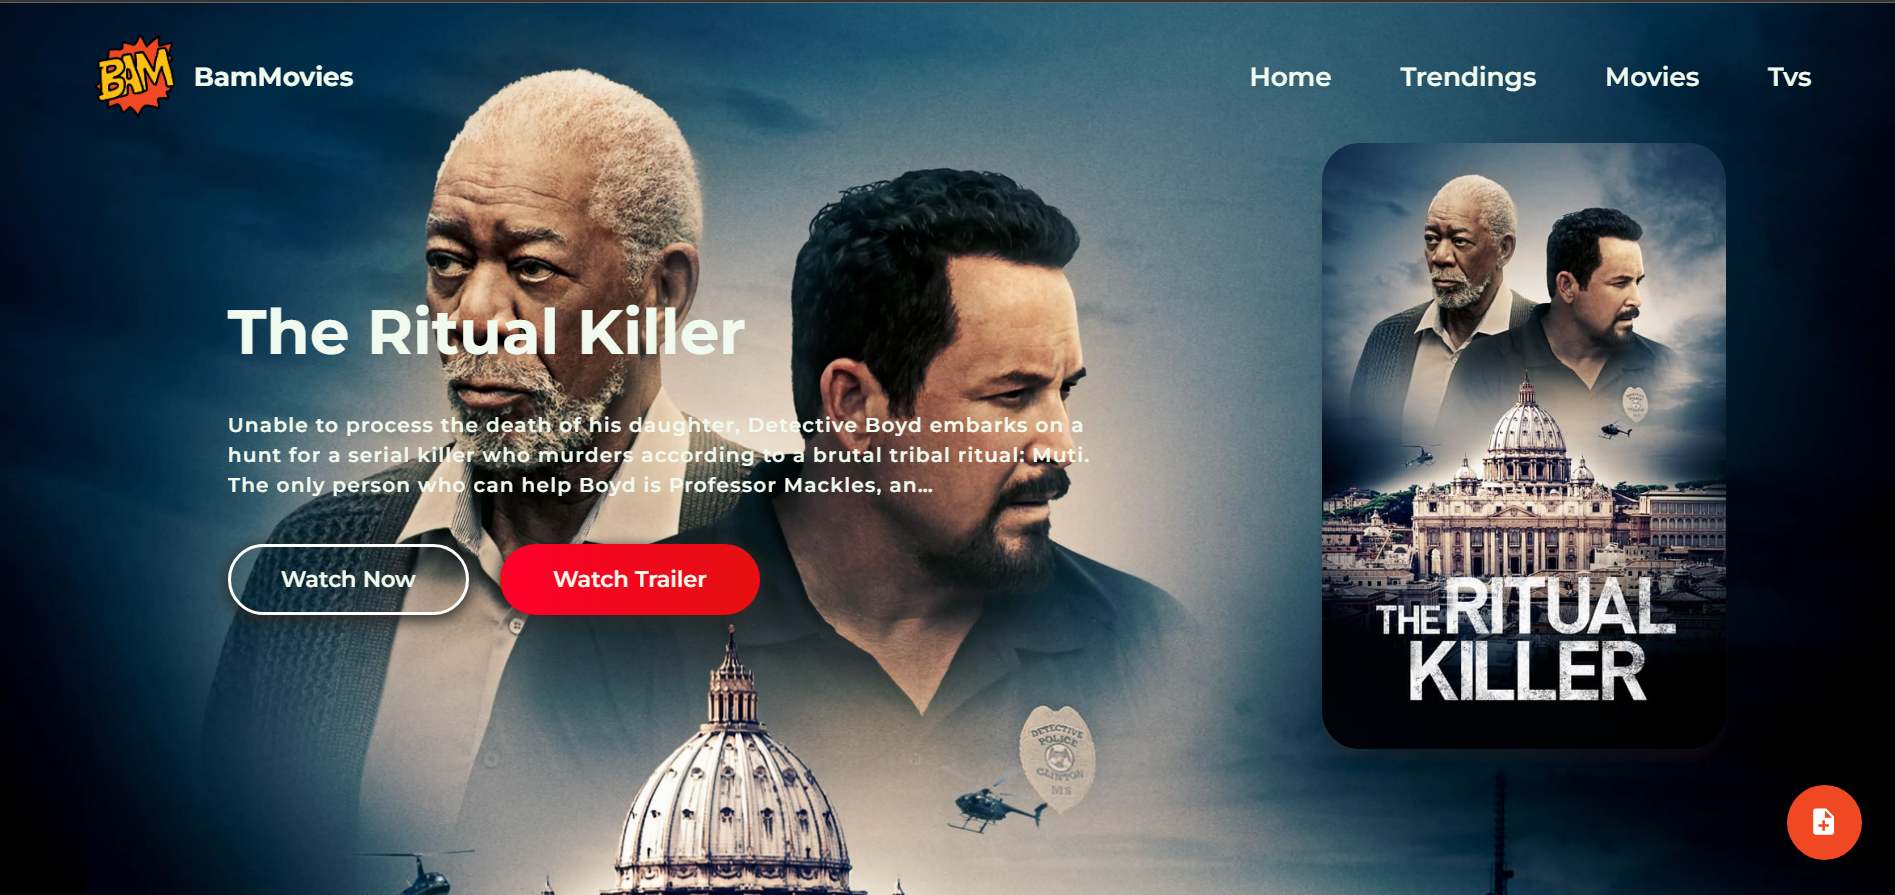 BAM
BamMovies
Home
Trendings
Movies
Tvs
The Ritual Killer
Unable to process the death of his daughter, Detective Boyd embarks on a
hunt for a serial killer who murders according to a brutal tribal ritual: Muti.
The only person who can help Boyd is Professor Mackles, an...
Watch Now
Watch Trailer
THE RITUAL
KILLER
DETECTIVE
POLICE
CLINTON
MS